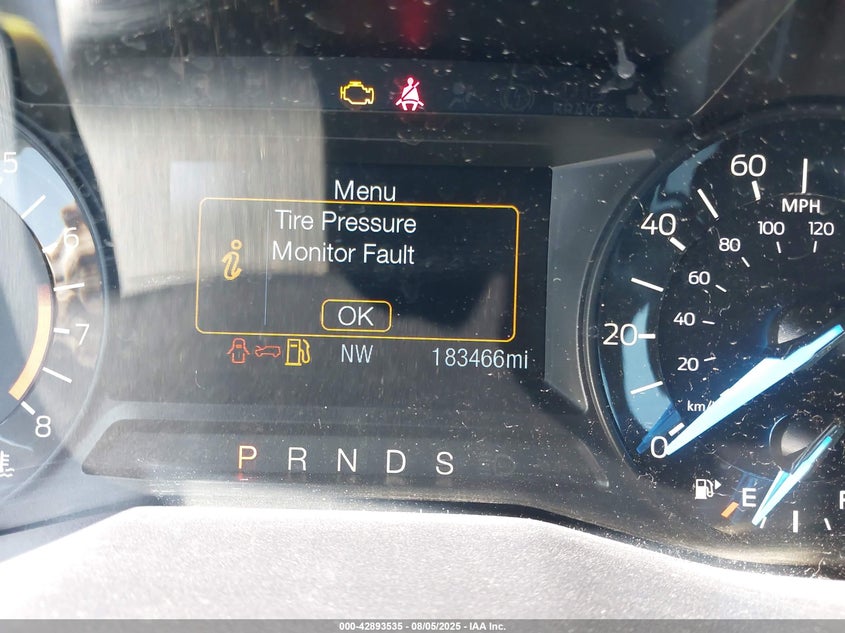 BRAKE
Menu
Tire Pressure
Monitor Fault
i
OK
NW
183466mi
P R N D S
5
6
7
8
0
20
40
60
MPH
20
40
60
80
100
120
km/
E
000-42893535 - 08/05/2025 - IAA Inc.